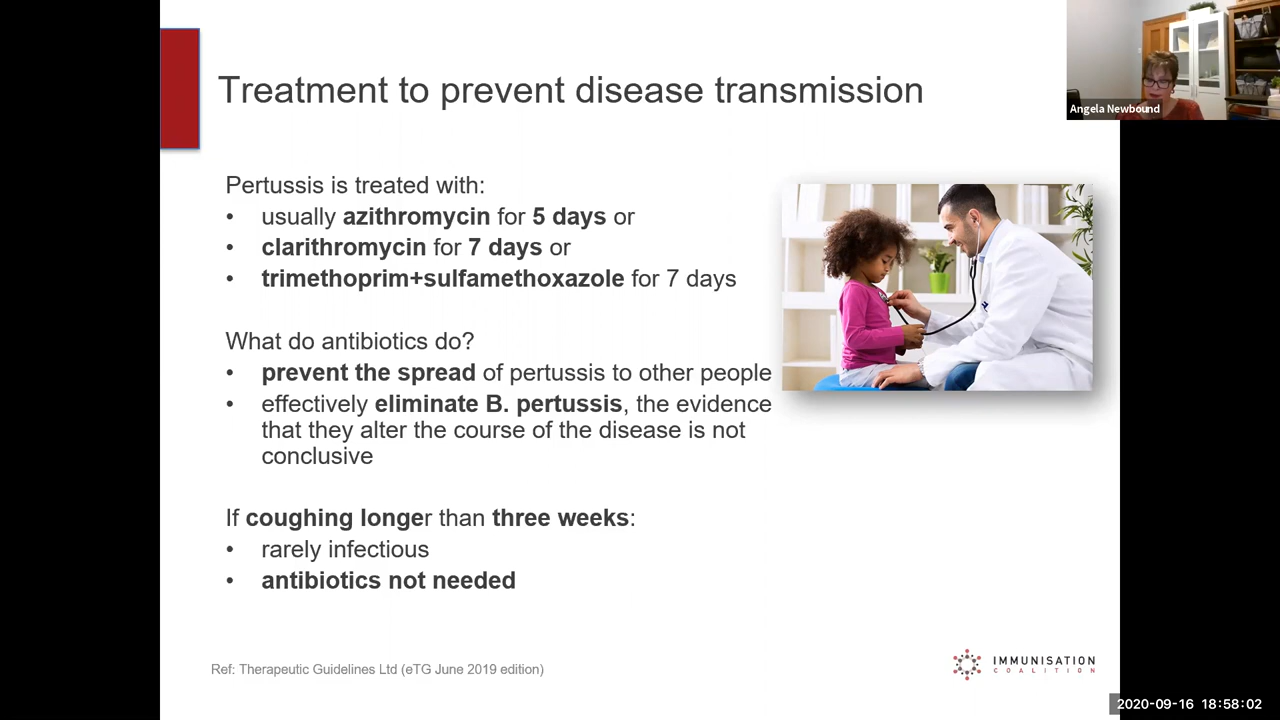 Treatment to prevent disease transmission
Angela Newbound
Pertussis is treated with:
• usually azithromycin for 5 days or
• clarithromycin for 7 days or
• trimethoprim+sulfamethoxazole for 7 days
What do antibiotics do?
• prevent the spread of pertussis to other people
• effectively eliminate B. pertussis, the evidence
that they alter the course of the disease is not
conclusive
If coughing longer than three weeks:
• rarely infectious
• antibiotics not needed
Ref: Therapeutic Guidelines Ltd (eTG June 2019 edition)
IMMUNISATION
COALITION
2020-09-16 18:58:02